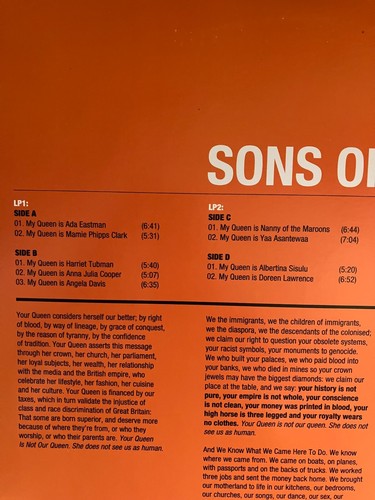 SONS O
LP1:
SIDE A
01. My Queen is Ada Eastman (6:41)
02. My Queen is Mamie Phipps Clark (5:31)
SIDE B
01. My Queen is Harriet Tubman (5:40)
02. My Queen is Anna Julia Cooper (5:07)
03. My Queen is Angela Davis (6:35)
LP2:
SIDE C
01. My Queen is Nanny of the Maroons (6:44)
02. My Queen is Yaa Asantewaa (7:04)
SIDE D
01. My Queen is Albertina Sisulu (5:20)
02. My Queen is Doreen Lawrence (6:52)
Your Queen considers herself our better; by right
of blood, by way of lineage, by grace of conquest,
by the reason of tyranny, by the confidence
of tradition. Your Queen asserts this message
through her crown, her church, her parliament,
her loyal subjects, her wealth, her relationship
with the media and the British empire, who
celebrate her lifestyle, her fashion, her cuisine
and her culture. Your Queen is financed by our
taxes, which in turn validate the injustice of
class and race discrimination of Great Britain:
That some are born superior, and deserve more
because of where they're from, or who they
worship, or who their parents are. Your Queen
Is Not Our Queen. She does not see us as human.
We the immigrants, we the children of immigrants,
we the diaspora, we the descendants of the colonised;
we claim our right to question your obsolete systems,
your racist symbols, your monuments to genocide.
We who built your palaces, we who paid blood into
your banks, we who died in mines so your crown
jewels may have the biggest diamonds: we claim our
place at the table, and we say: your history is not
pure, your empire is not whole, your conscience
is not clean, your money was printed in blood, your
high horse is three legged and your royalty wears
no clothes. Your Queen is not our queen. She does not
see us as human.
And We Know What We Came Here To Do. We know
where we came from. We came on boats, on planes,
with passports and on the backs of trucks. We worked
three jobs and sent the money back home. We brought
our motherland to life in our kitchens, our bedrooms,
our churches, our songs, our dance, our sex, our